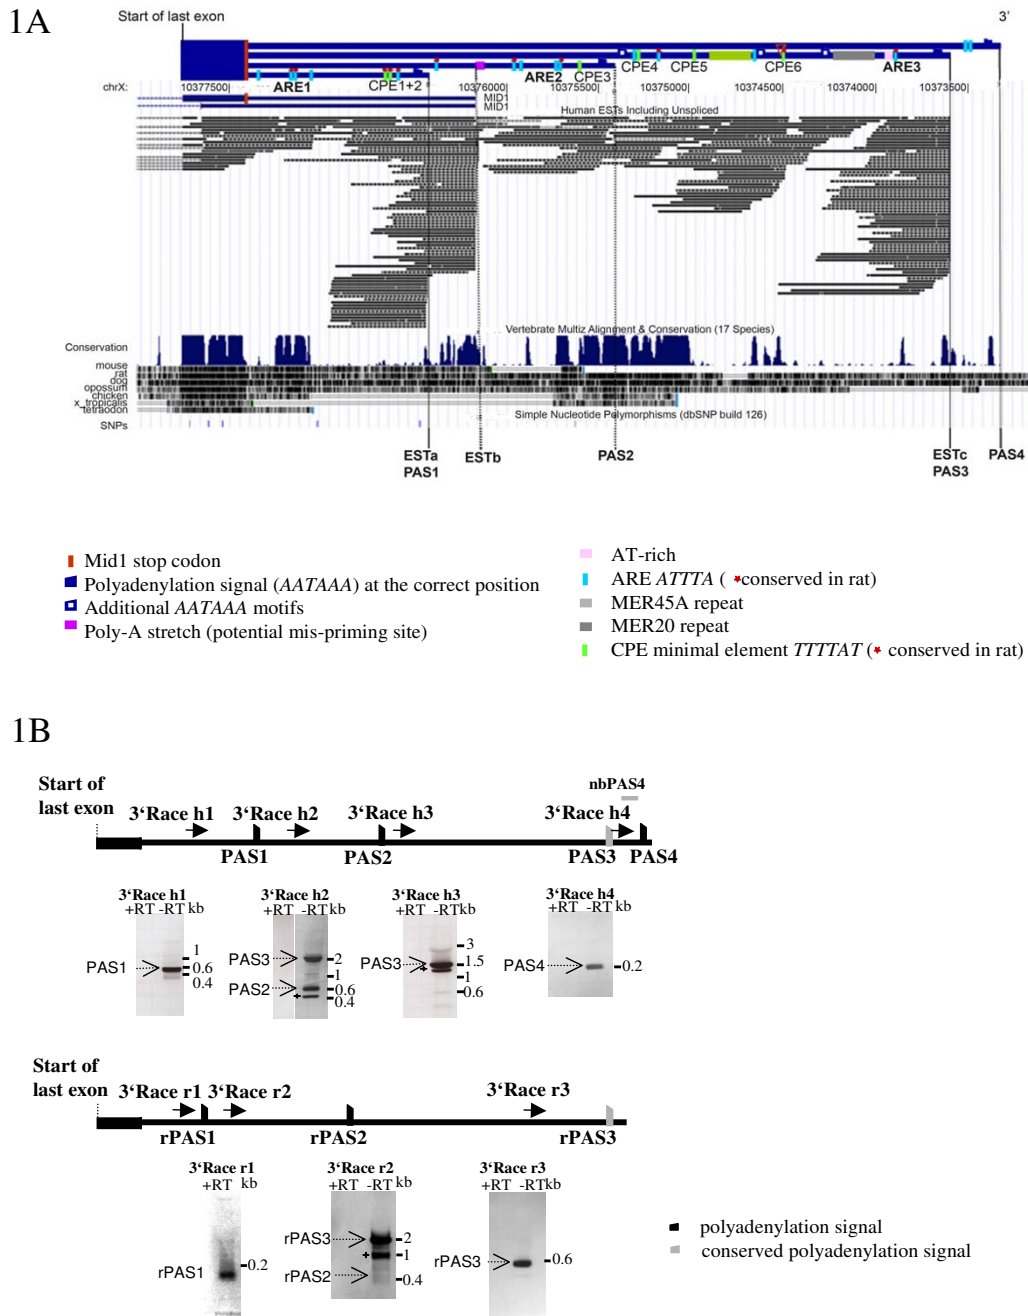 1A
Start of last exon
3'
ARE1
CPE1+2
ARE2
CPE3
CPE4
CPE5
CPE6
ARE3
chrX:
10377500
10376000
10375500
10375000
10374500
10374000
10373500
MID1
MID1
Human ESTs Including Unspliced
Vertebrate Multiz Alignment & Conservation (17 Species)
Conservation
mouse
rat
dog
opossum
chicken
x_tropicalis
tetraodon
Simple Nucleotide Polymorphisms (dbSNP build 126)
SNPs
ESTa
PAS1
ESTb
PAS2
ESTc
PAS3
PAS4
Mid1 stop codon
Polyadenylation signal (AATAAA) at the correct position
Additional AATAAA motifs
Poly-A stretch (potential mis-priming site)
AT-rich
ARE ATTTA ( conserved in rat)
MER45A repeat
MER20 repeat
CPE minimal element TTTTAT ( conserved in rat)
1B
Start of
last exon
3‘Race h1
3‘Race h2
3‘Race h3
3‘Race h4
nbPAS4
PAS1
PAS2
PAS3
PAS4
3‘Race h1
+RT -RT kb
PAS1
1
0.6
0.4
3‘Race h2
+RT -RT kb
PAS3
PAS2
+
2
1
0.6
0.4
3‘Race h3
+RT -RT kb
PAS3
+
3
1.5
1
0.6
3‘Race h4
+RT -RT kb
PAS4
0.2
Start of
last exon
3‘Race r1
3‘Race r2
3‘Race r3
rPAS1
rPAS2
rPAS3
3‘Race r1
+RT kb
rPAS1
0.2
3‘Race r2
+RT -RT kb
rPAS3
+
rPAS2
2
1
0.4
3‘Race r3
+RT -RT kb
rPAS3
0.6
polyadenylation signal
conserved polyadenylation signal